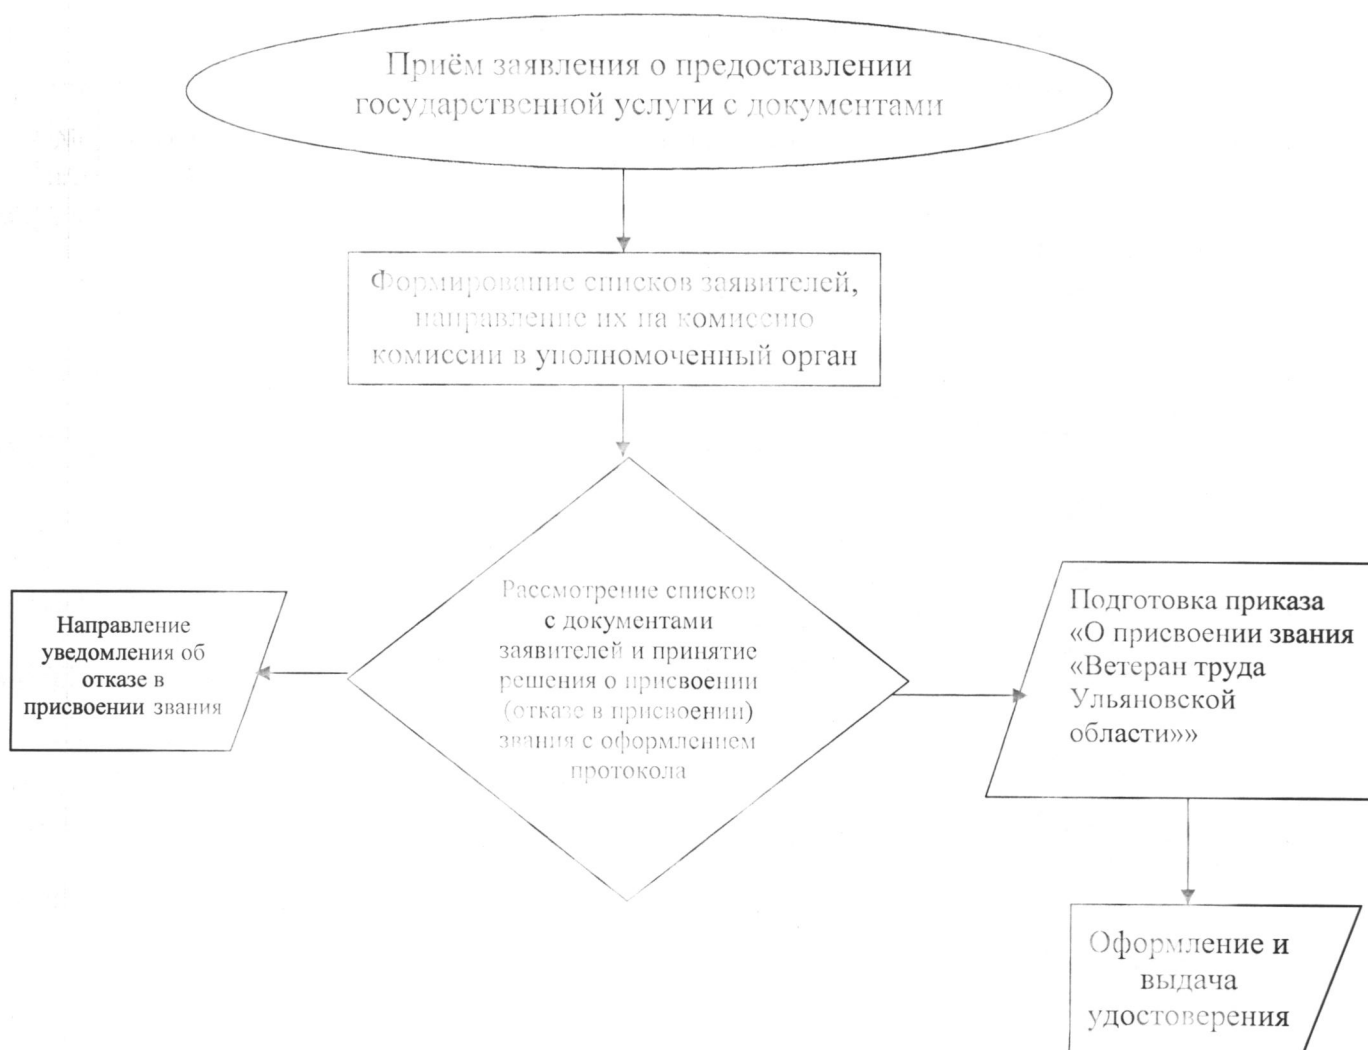 Приём заявления о предоставлении
государственной услуги с документами
Формирование списков заявителей,
направление их на комиссию
комиссии в уполномоченный орган
Рассмотрение списков
с документами
заявителей и принятие
решения о присвоении
(отказе в присвоении)
звания с оформлением
протокола
Направление
уведомления об
отказе в
присвоении звания
Подготовка приказа
«О присвоении звания
«Ветеран труда
Ульяновской
области»»
Оформление и
выдача
удостоверения